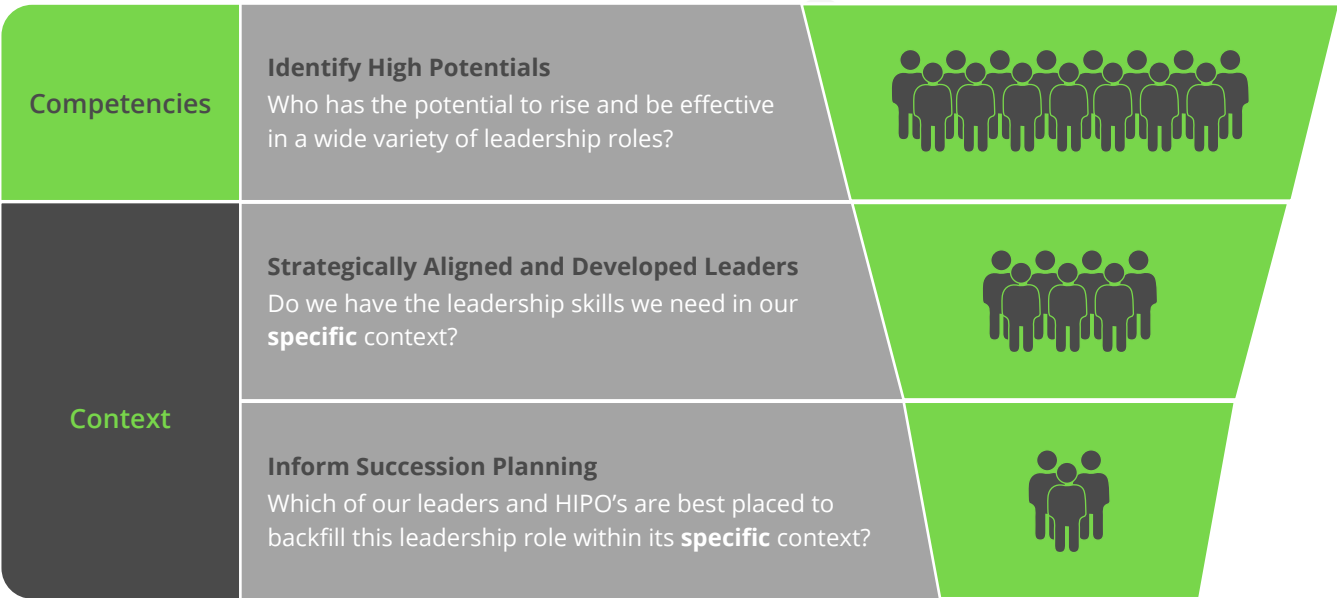 Competencies
Identify High Potentials
Who has the potential to rise and be effective
in a wide variety of leadership roles?
Context
Strategically Aligned and Developed Leaders
Do we have the leadership skills we need in our
specific context?
Inform Succession Planning
Which of our leaders and HIPO’s are best placed to
backfill this leadership role within its specific context?